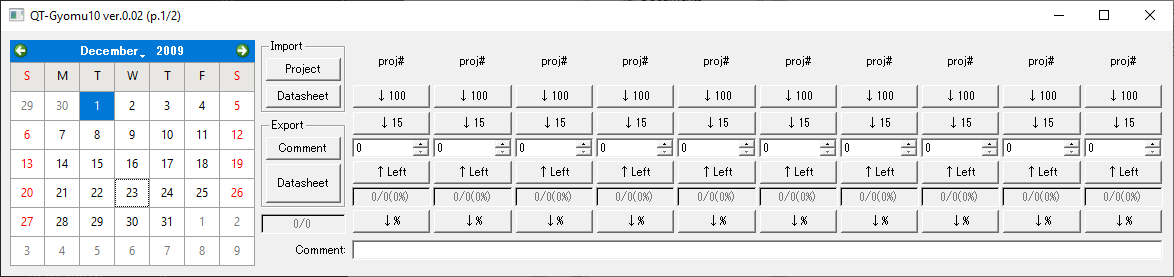 QT-Gyomu10 ver.0.02 (p.1/2)
December 2009
S M T W T F S
29 30 1 2 3 4 5
6 7 8 9 10 11 12
13 14 15 16 17 18 19
20 21 22 23 24 25 26
27 28 29 30 31 1 2
3 4 5 6 7 8 9
Import
Project
Datasheet
Export
Comment
Datasheet
0/0
proj# proj# proj# proj# proj# proj# proj# proj# proj# proj#
↓100 ↓100 ↓100 ↓100 ↓100 ↓100 ↓100 ↓100 ↓100 ↓100
↓15 ↓15 ↓15 ↓15 ↓15 ↓15 ↓15 ↓15 ↓15 ↓15
0 0 0 0 0 0 0 0 0 0
↑Left ↑Left ↑Left ↑Left ↑Left ↑Left ↑Left ↑Left ↑Left ↑Left
0/0(0%) 0/0(0%) 0/0(0%) 0/0(0%) 0/0(0%) 0/0(0%) 0/0(0%) 0/0(0%) 0/0(0%) 0/0(0%)
↓% ↓% ↓% ↓% ↓% ↓% ↓% ↓% ↓% ↓%
Comment: